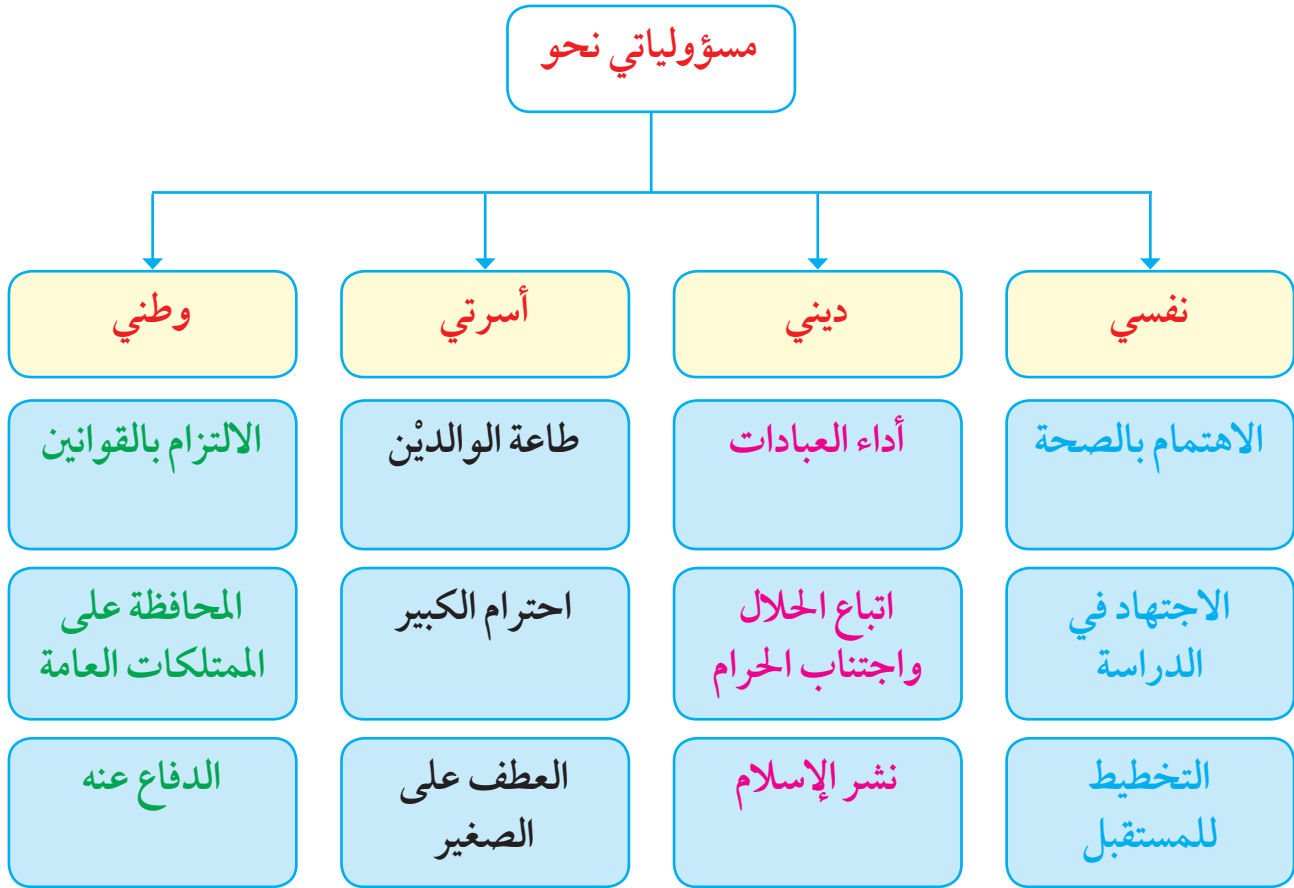 مسؤولياتي نحو
نفسي
ديني
أسرتي
وطني
الاهتمام بالصحة
أداء العبادات
طاعة الوالديْن
الالتزام بالقوانين
الاجتهاد في
الدراسة
اتباع الحلال
واجتناب الحرام
احترام الكبير
المحافظة على
الممتلكات العامة
التخطيط
للمستقبل
نشر الإسلام
العطف على
الصغير
الدفاع عنه